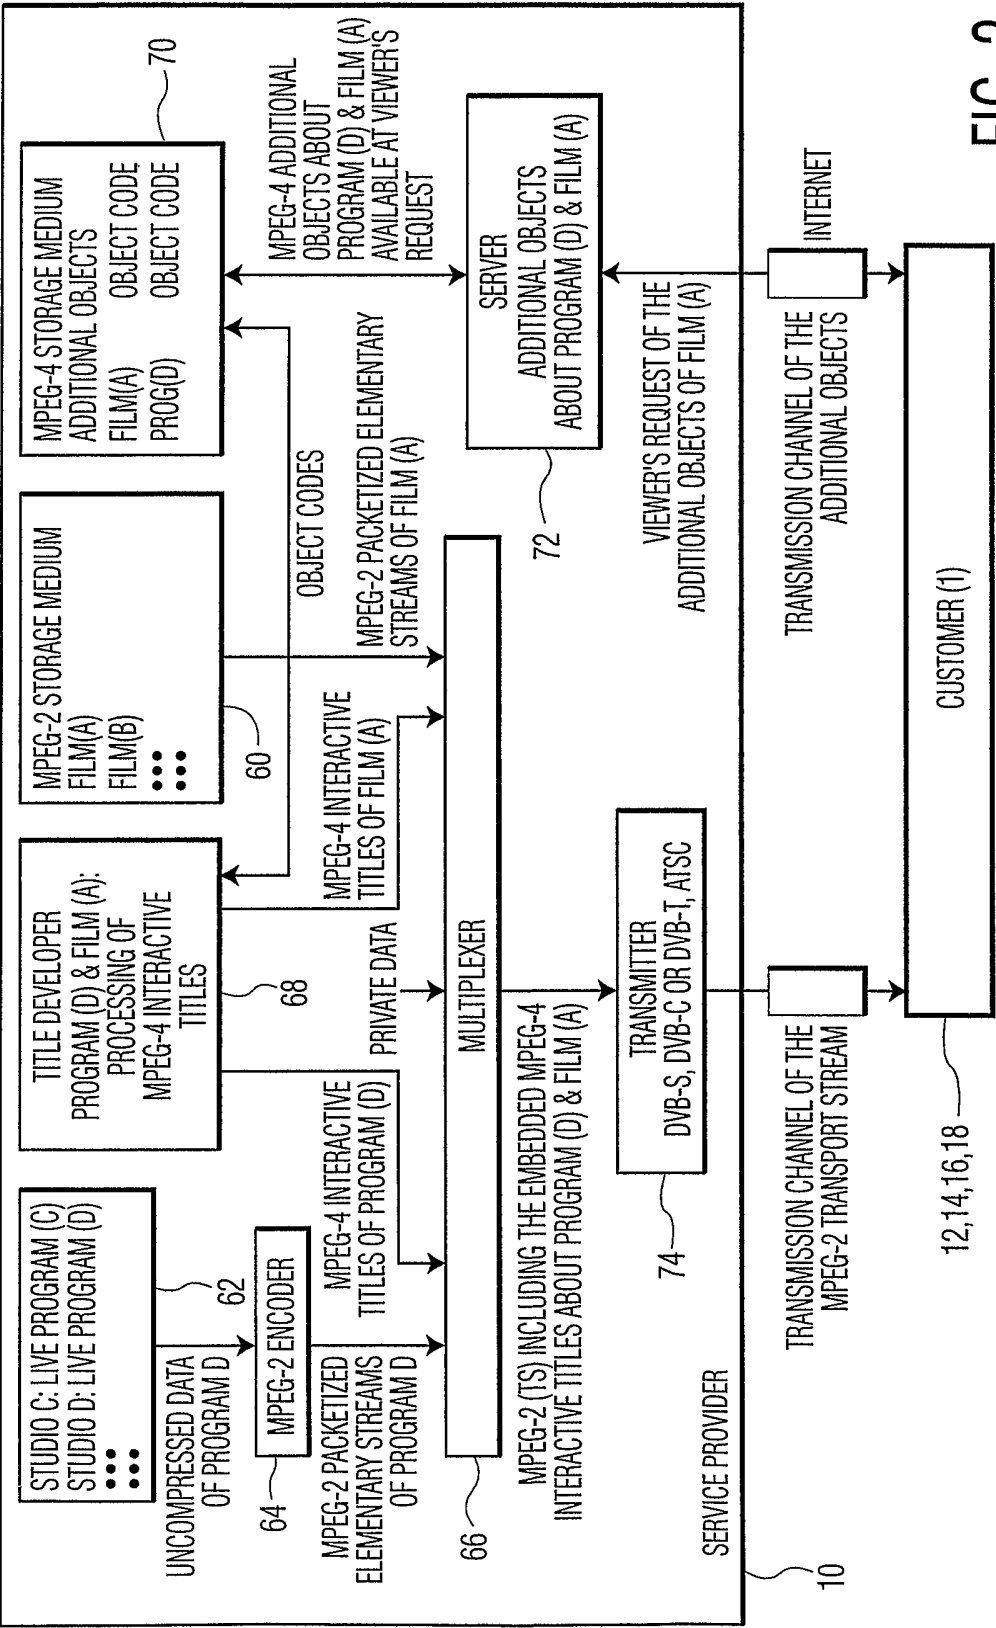 STUDIO C: LIVE PROGRAM (C)
STUDIO D: LIVE PROGRAM (D)
62
UNCOMPRESSED DATA
OF PROGRAM D
MPEG-2 ENCODER
64
MPEG-2 PACKETIZED
ELEMENTARY STREAMS
OF PROGRAM D
TITLE DEVELOPER
PROGRAM (D) & FILM (A):
PROCESSING OF
MPEG-4 INTERACTIVE
TITLES
68
MPEG-4 INTERACTIVE
TITLES OF PROGRAM (D)
PRIVATE DATA
MPEG-4 INTERACTIVE
TITLES OF FILM (A)
MPEG-2 STORAGE MEDIUM
FILM(A)
FILM(B)
60
OBJECT CODES
MPEG-2 PACKETIZED ELEMENTARY
STREAMS OF FILM (A)
MPEG-4 STORAGE MEDIUM
ADDITIONAL OBJECTS
FILM(A) OBJECT CODE
PROG(D) OBJECT CODE
70
MPEG-4 ADDITIONAL
OBJECTS ABOUT
PROGRAM (D) & FILM (A)
AVAILABLE AT VIEWER'S
REQUEST
MULTIPLEXER
66
SERVER
ADDITIONAL OBJECTS
ABOUT PROGRAM (D) & FILM (A)
72
MPEG-2 (TS) INCLUDING THE EMBEDDED MPEG-4
INTERACTIVE TITLES ABOUT PROGRAM (D) & FILM (A)
TRANSMITTER
DVB-S, DVB-C OR DVB-T, ATSC
74
VIEWER'S REQUEST OF THE
ADDITIONAL OBJECTS OF FILM (A)
SERVICE PROVIDER
10
TRANSMISSION CHANNEL OF THE
MPEG-2 TRANSPORT STREAM
TRANSMISSION CHANNEL OF THE
ADDITIONAL OBJECTS
INTERNET
CUSTOMER (1)
12,14,16,18
FIG.